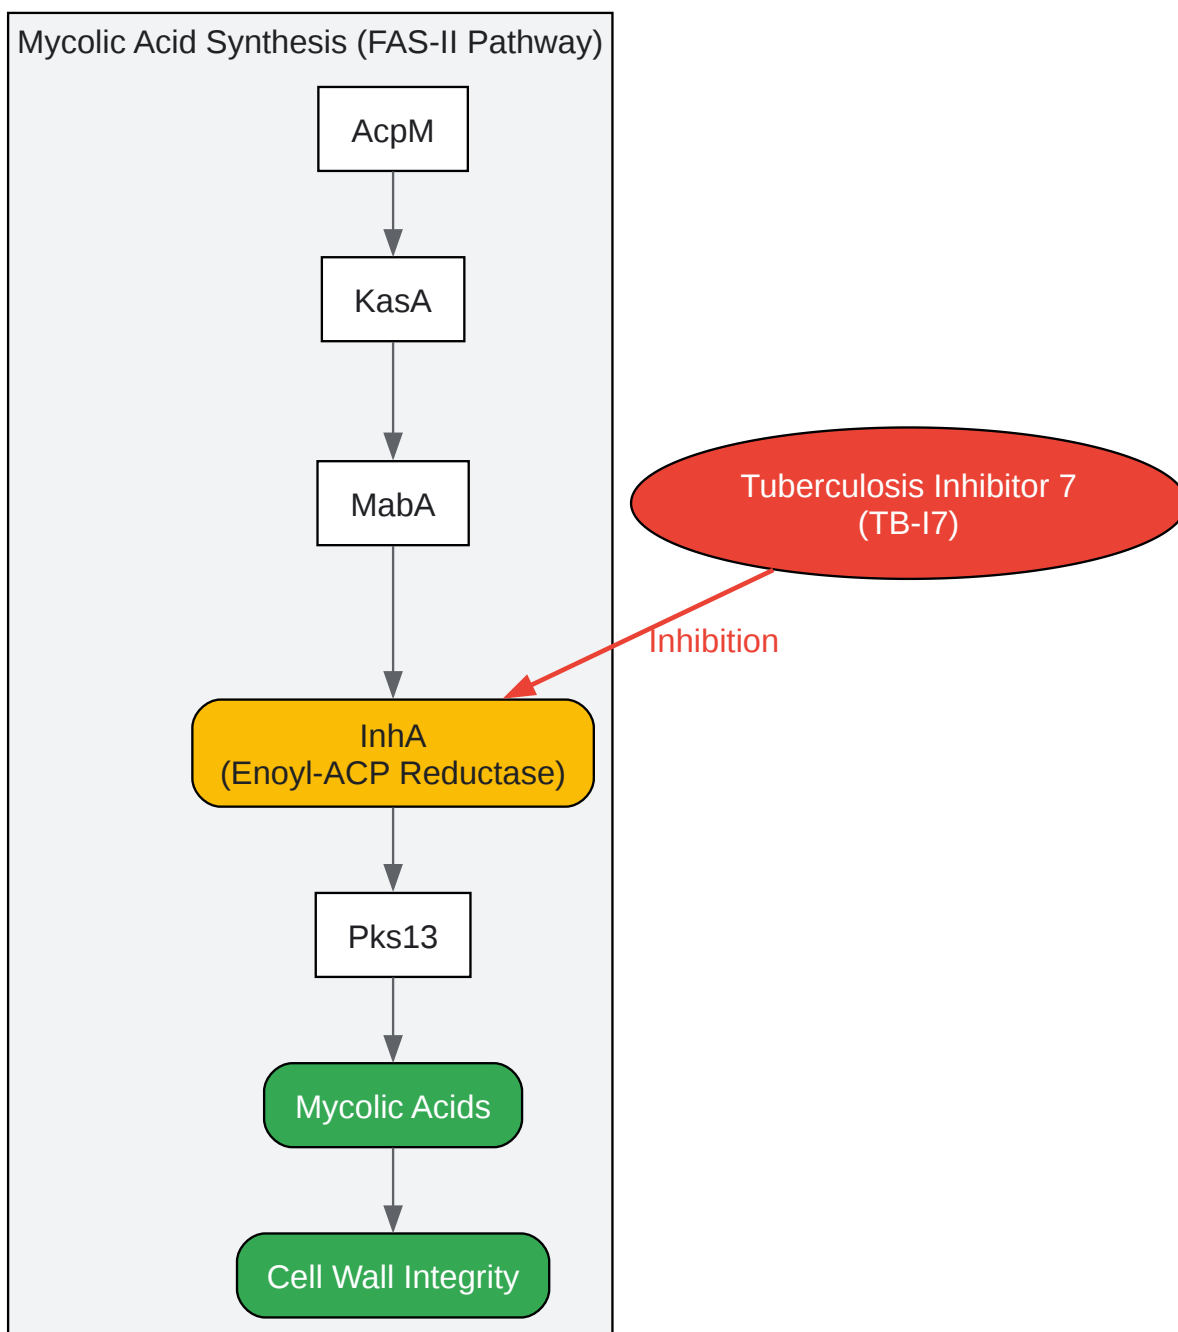 Mycolic Acid Synthesis (FAS-II Pathway)
AcpM
KasA
MabA
Tuberculosis Inhibitor 7
(TB-I7)
Inhibition
InhA
(Enoyl-ACP Reductase)
Pks13
Mycolic Acids
Cell Wall Integrity